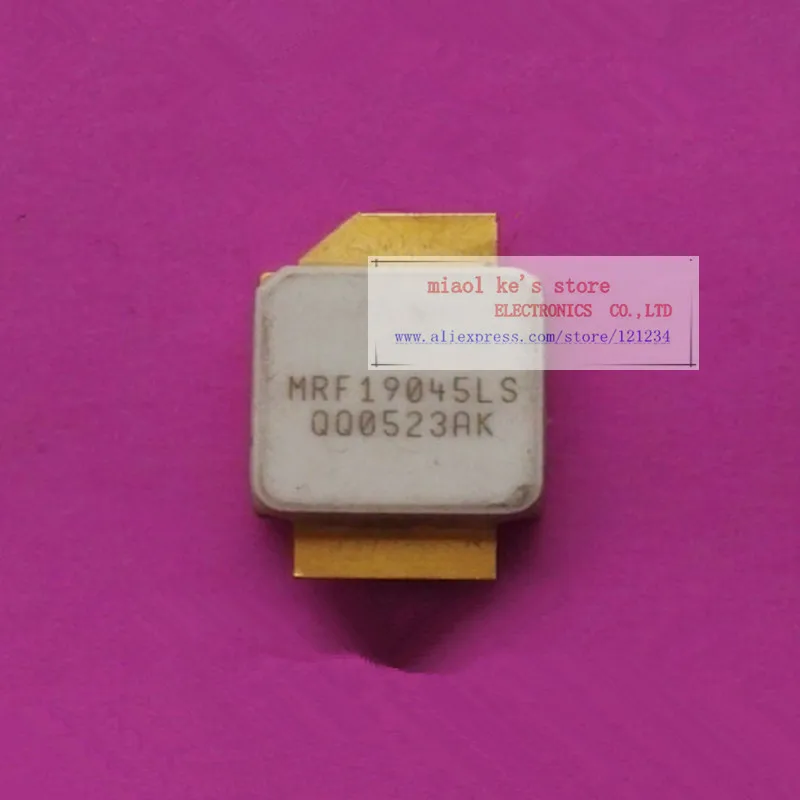 miaol ke's store
ELECTRONICS CO.,LTD
www.aliexpress.com/store/121234
MRF19045LS
QQ0523AK